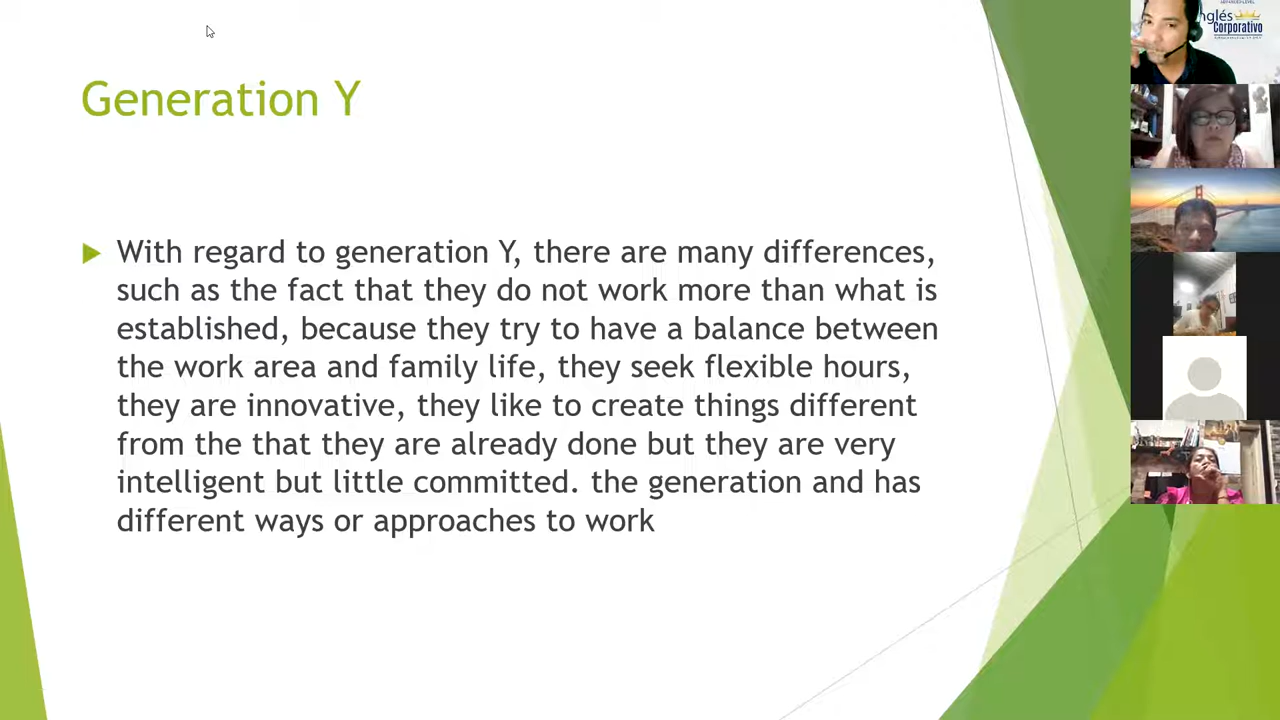 Generation Y
With regard to generation Y, there are many differences,
such as the fact that they do not work more than what is
established, because they try to have a balance between
the work area and family life, they seek flexible hours,
they are innovative, they like to create things different
from the that they are already done but they are very
intelligent but little committed. the generation and has
different ways or approaches to work
nglés
Corporativo